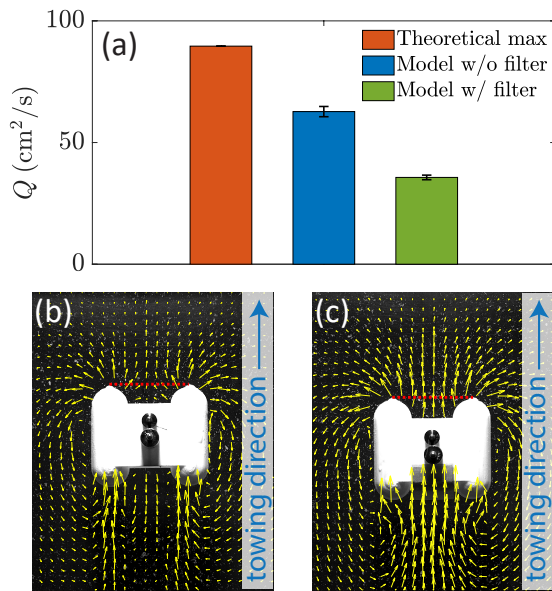 (a)
100
50
0
Q (cm²/s)
Theoretical max
Model w/o filter
Model w/ filter
(b)
towing direction
(c)
towing direction